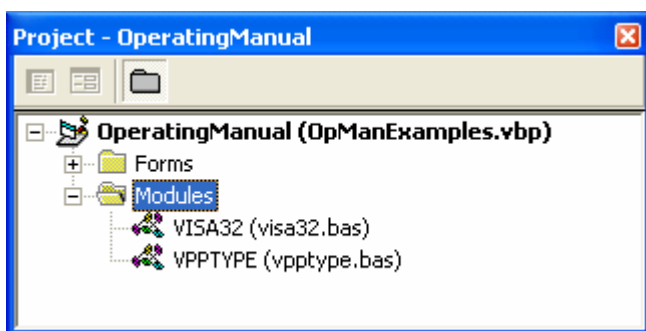 Project - OperatingManual
OperatingManual (OpManExamples.vbp)
Forms
Modules
VISA32 (visa32.bas)
VPPTYPE (vpptype.bas)